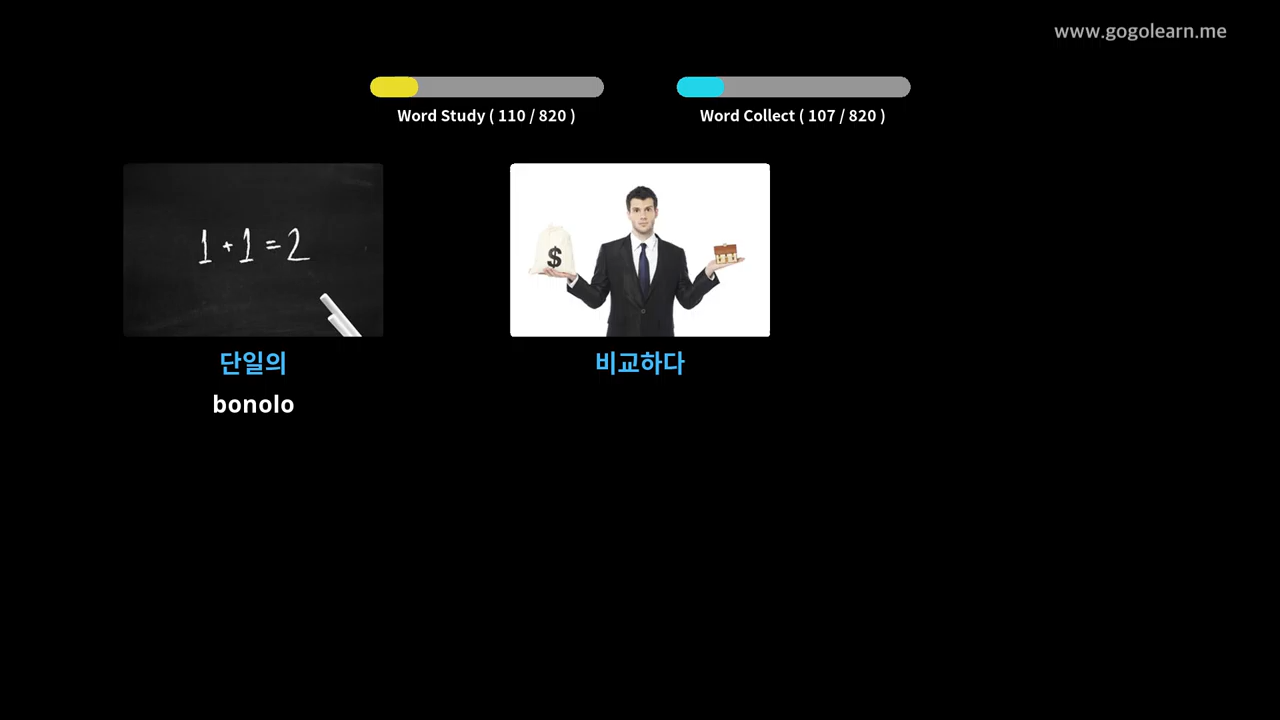 www.gogolearn.me
Word Study ( 110 / 820 )
Word Collect ( 107 / 820 )
1 + 1 = 2
$
단일의
비교하다
bonolo